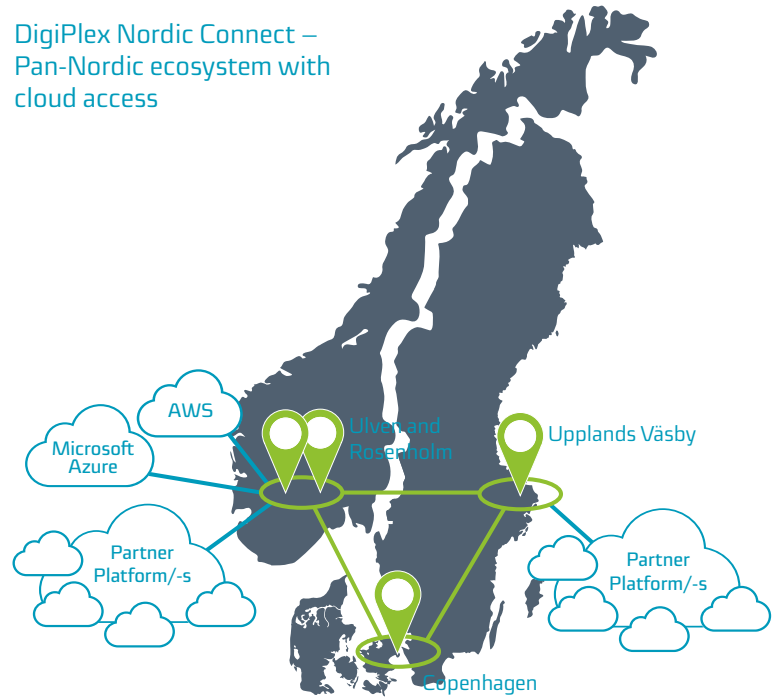 DigiPlex Nordic Connect –
Pan-Nordic ecosystem with
cloud access
AWS
Microsoft
Azure
Ulven and
Rosenholm
Upplands Väsby
Partner
Platform/-s
Partner
Platform/-s
Copenhagen